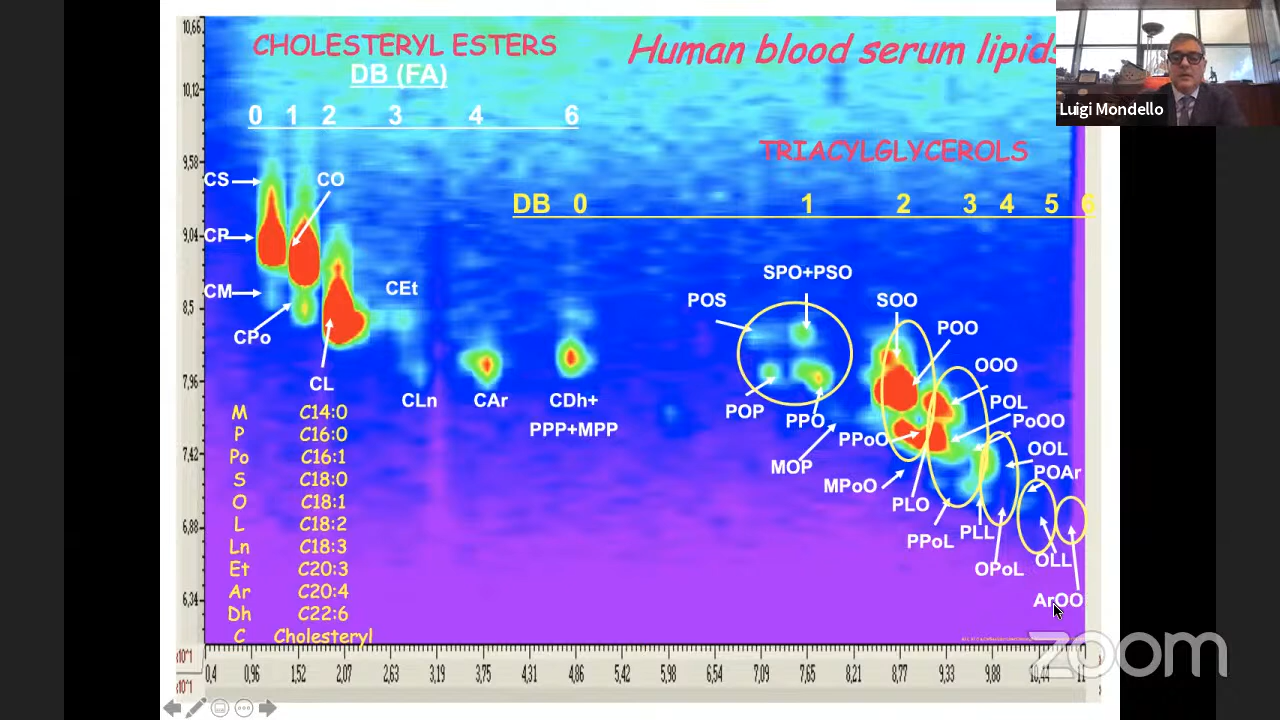 CHOLESTERYL ESTERS
DB (FA)
0 1 2 3 4 6
Human blood serum lipids
Luigi Mondello
TRIACYLGLYCEROLS
DB 0 1 2 3 4 5 6
CS
CO
CP
CM
CPo
CL
CEt
CLn
CAr
CDh+
PPP+MPP
SPO+PSO
POS
SOO
POO
OOO
POL
PoOO
OOL
POAr
POP
PPO
PPoO
MOP
MPoO
PLO
PPoL
PLL
OPoL
OLL
ArOO
M C14:0
P C16:0
Po C16:1
S C18:0
O C18:1
L C18:2
Ln C18:3
Et C20:3
Ar C20:4
Dh C22:6
C Cholesteryl
10,66
10,12
9,58
9,04
8,5
7,96
7,42
6,88
6,34
x10^1
0,4 0,96 1,52 2,07 2,63 3,19 3,75 4,31 4,86 5,42 5,98 6,54 7,09 7,65 8,21 8,77 9,33 9,88 10,44 11
x10^1
zoom